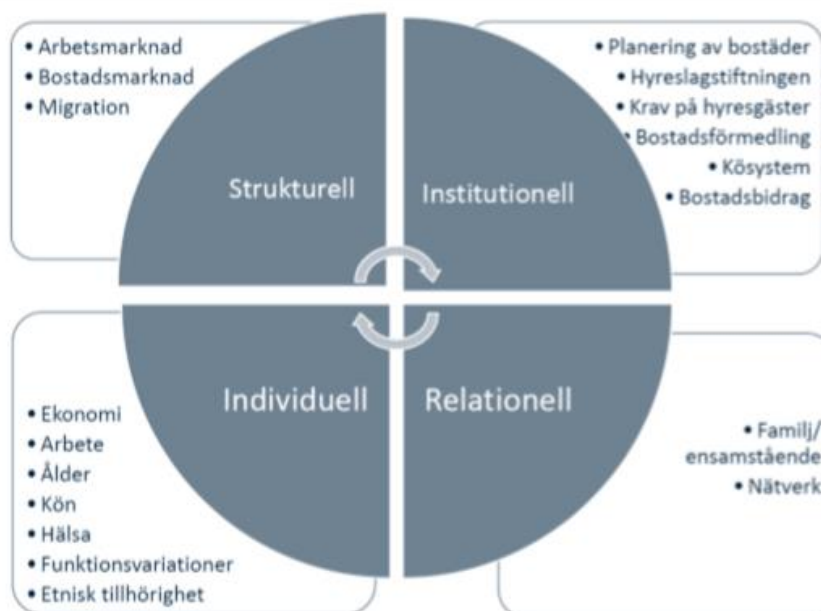 • Arbetsmarknad
• Bostadsmarknad
• Migration
Strukturell
• Planering av bostäder
• Hyreslagstiftningen
• Krav på hyresgäster
• Bostadsförmedling
• Kösystem
• Bostadsbidrag
Institutionell
Individuell
• Ekonomi
• Arbete
• Ålder
• Kön
• Hälsa
• Funktionsvariationer
• Etnisk tillhörighet
Relationell
• Familj/
ensamstående
• Nätverk